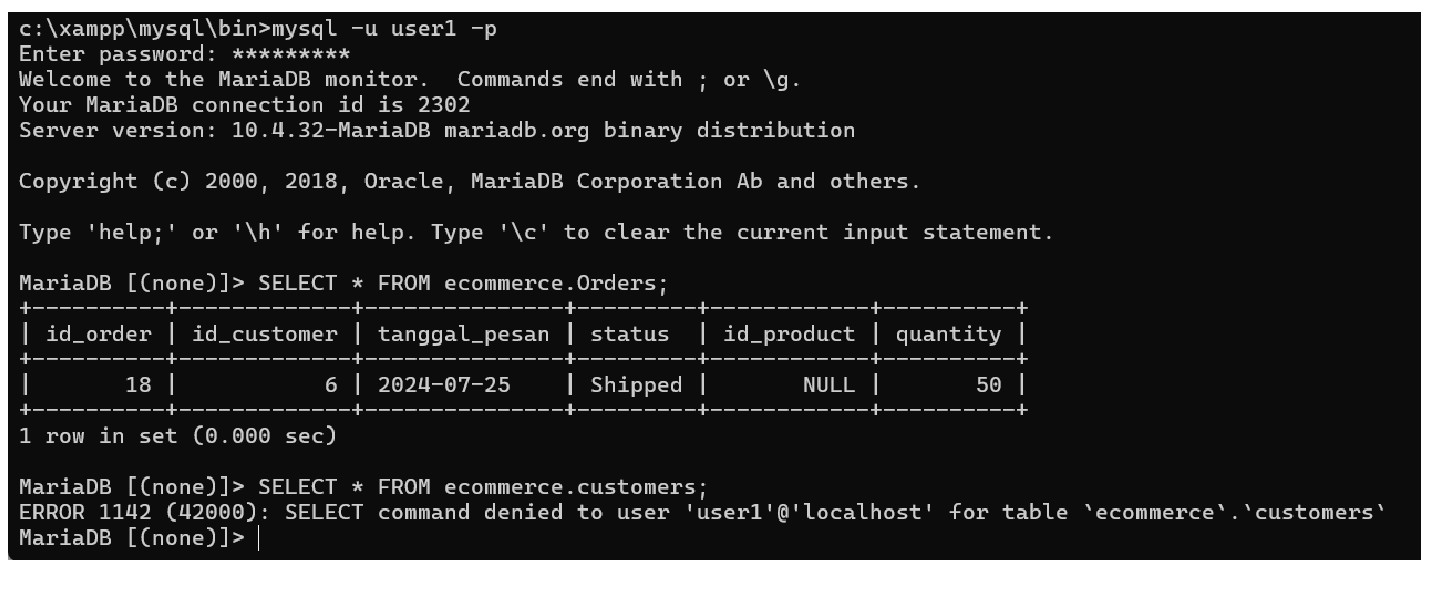 c:\xampp\mysql\bin>mysql -u user1 -p
Enter password: *********
Welcome to the MariaDB monitor.  Commands end with ; or \g.
Your MariaDB connection id is 2302
Server version: 10.4.32-MariaDB mariadb.org binary distribution

Copyright (c) 2000, 2018, Oracle, MariaDB Corporation Ab and others.

Type 'help;' or '\h' for help. Type '\c' to clear the current input statement.

MariaDB [(none)]> SELECT * FROM ecommerce.Orders;
+----------+-------------+---------------+---------+------------+----------+
| id_order | id_customer | tanggal_pesan | status  | id_product | quantity |
+----------+-------------+---------------+---------+------------+----------+
|       18 |           6 | 2024-07-25    | Shipped |       NULL |       50 |
+----------+-------------+---------------+---------+------------+----------+
1 row in set (0.000 sec)

MariaDB [(none)]> SELECT * FROM ecommerce.customers;
ERROR 1142 (42000): SELECT command denied to user 'user1'@'localhost' for table `ecommerce`.`customers`
MariaDB [(none)]>